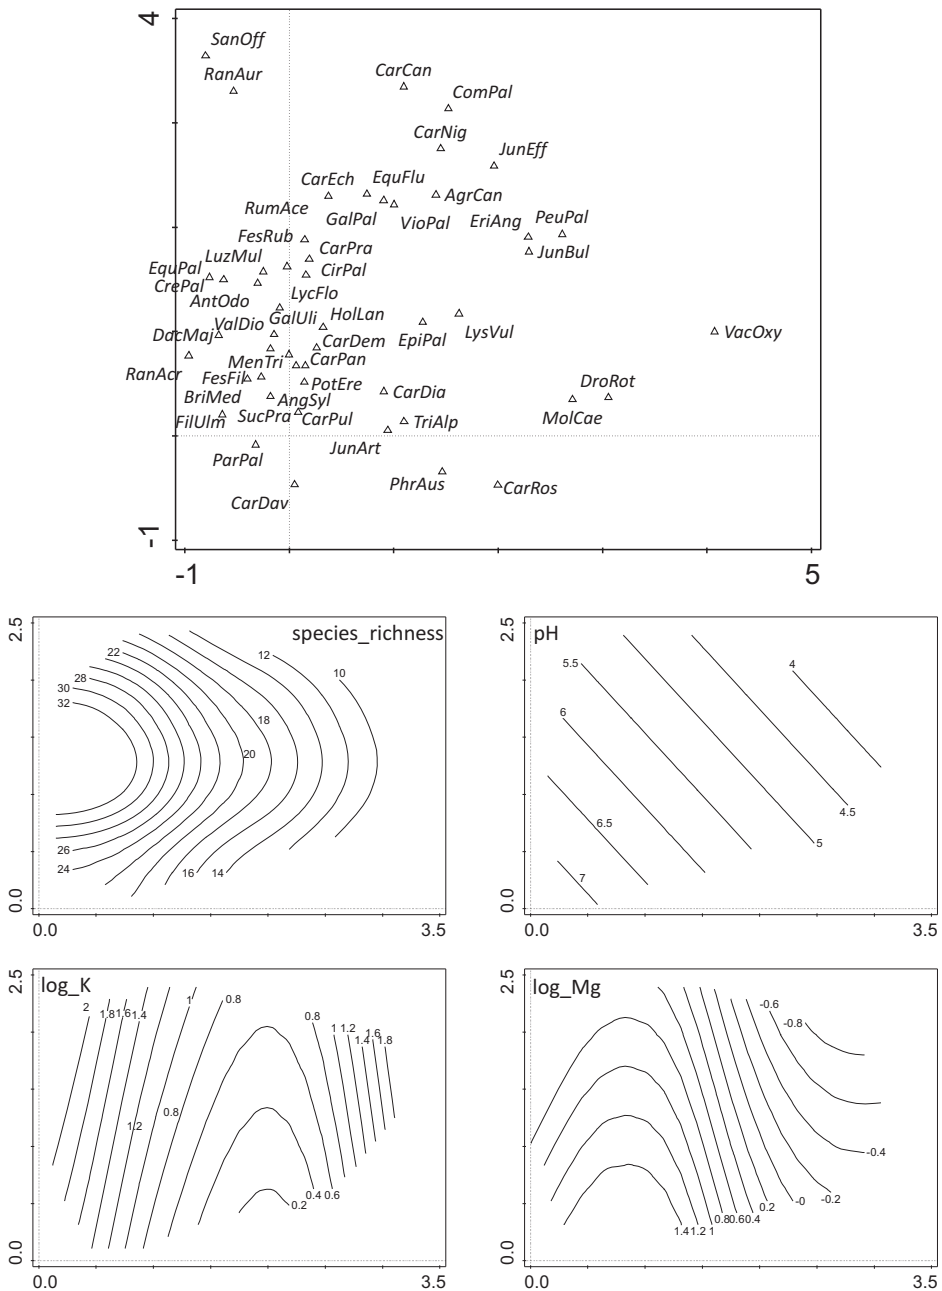 4
SanOff
RanAur
CarCan
ComPal
CarNig
JunEff
CarEch
EquFlu
AgrCan
RumAce
GalPal
VioPal
EriAng
PeuPal
FesRub
CarPra
JunBul
LuzMul
EquPal
CirPal
CrePal
AntOdo
LycFlo
ValDio
GalUli
HolLan
DacMaj
CarDem
EpiPal
LysVul
VacOxy
RanAcr
MenTri
CarPan
FesFil
PotEre
DroRot
BriMed
AngSyl
CarDia
FilUlm
SucPra
CarPul
TriAlp
MolCae
ParPal
JunArt
PhrAus
CarRos
CarDav
-1
-1 5
2.5
species_richness
22
12
10
28
30
32
18
20
26
24
16
14
0.0
0.0 3.5
2.5
pH
5.5
4
6
4.5
6.5
5
7
0.0
0.0 3.5
2.5
log_K
2 1.8 1.6 1.4 1 0.8
0.8
1 1.2 1.6
1.4 1.8
0.8
1.2
0.4 0.6
0.2
0.0
0.0 3.5
2.5
log_Mg
-0.6
-0.8
-0.4
-0.2
-0
0.2
1.4 1.2 1 0.8 0.6 0.4
0.0
0.0 3.5